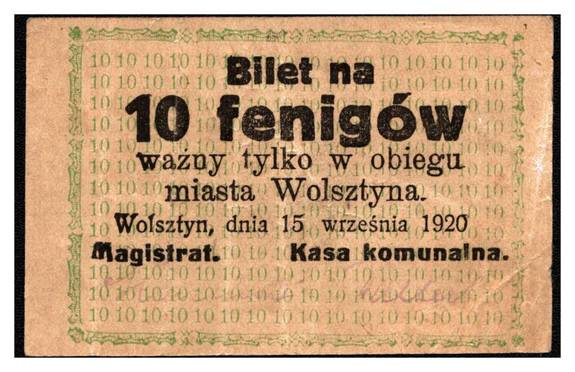 Bilet na
10 fenigów
ważny tylko w obiegu
miasta Wolsztyna.
Wolsztyn, dnia 15 września 1920
Magistrat. Kasa komunalna.